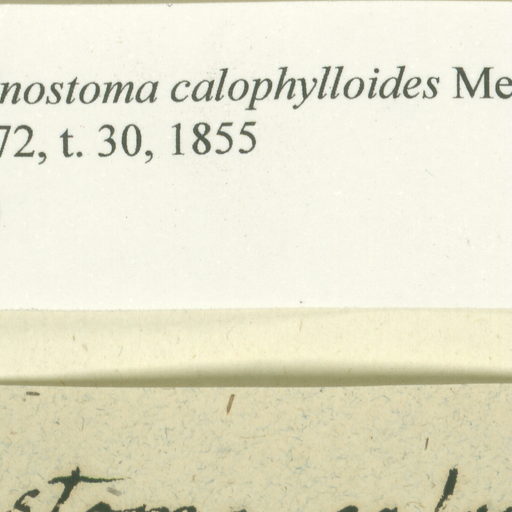 nostoma calophylloides Me
72, t. 30, 1855